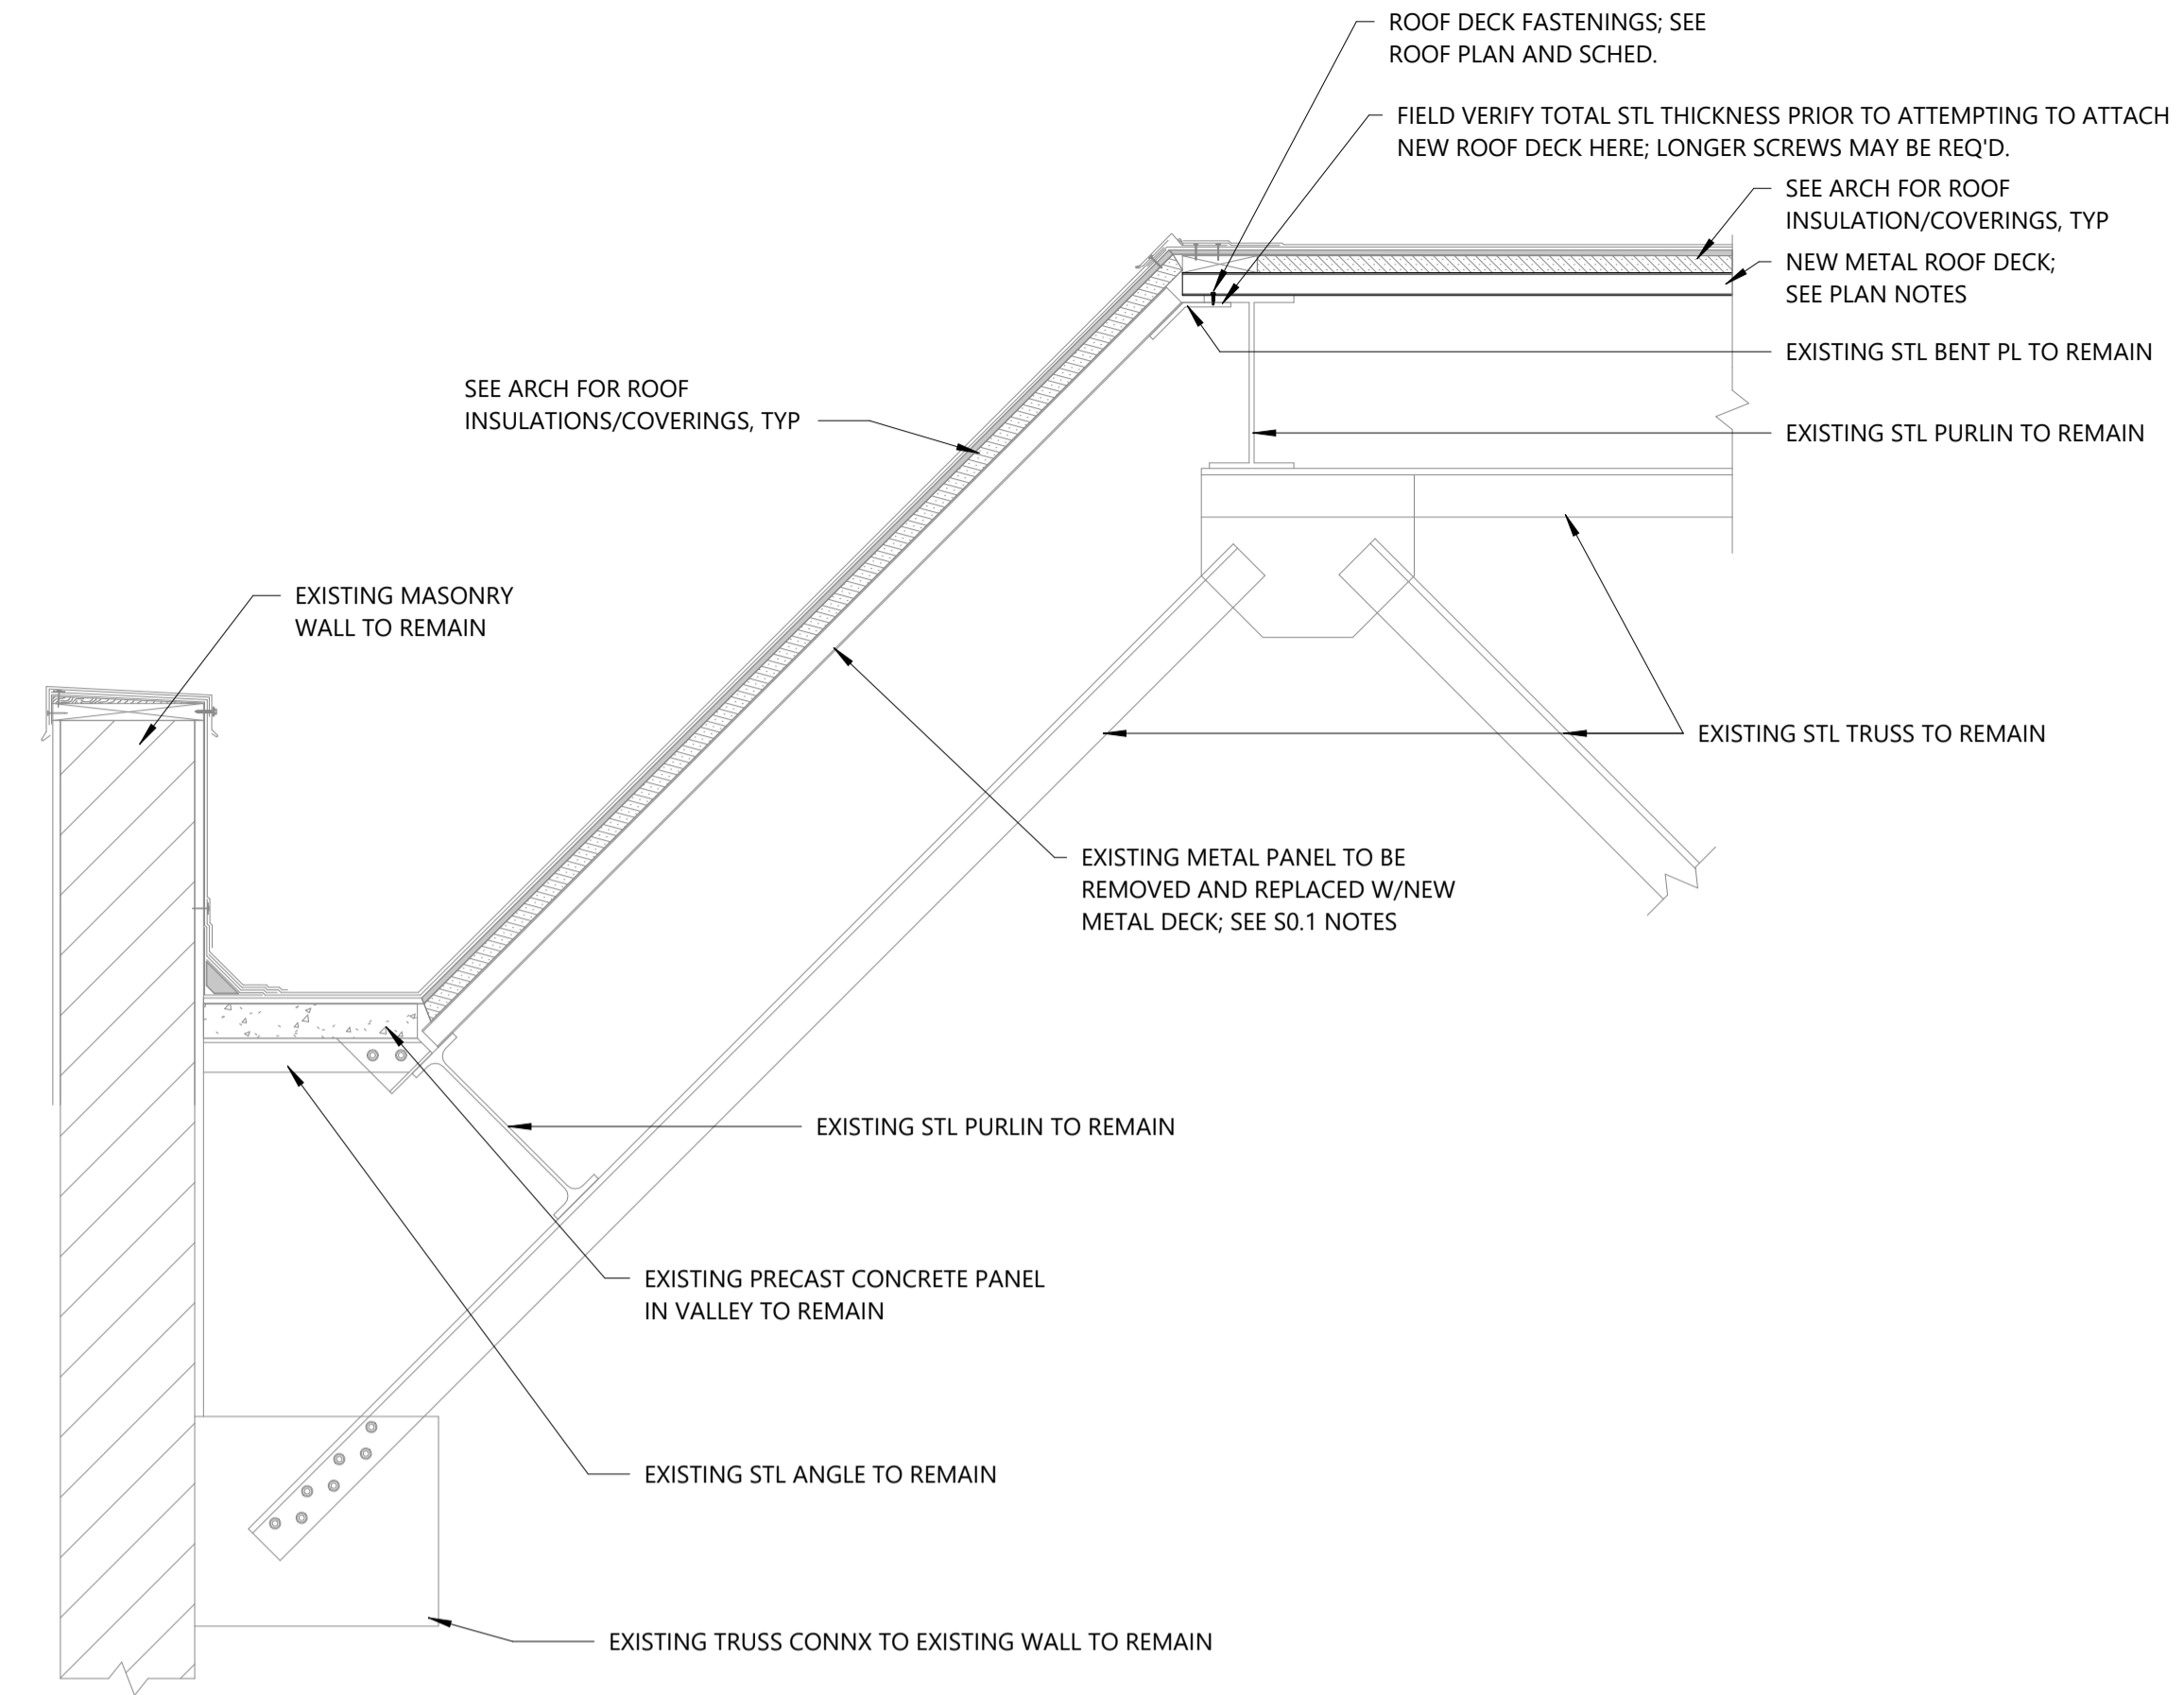 ROOF DECK FASTENINGS; SEE
ROOF PLAN AND SCHED.
FIELD VERIFY TOTAL STL THICKNESS PRIOR TO ATTEMPTING TO ATTACH
NEW ROOF DECK HERE; LONGER SCREWS MAY BE REQ'D.
SEE ARCH FOR ROOF
INSULATION/COVERINGS, TYP
NEW METAL ROOF DECK;
SEE PLAN NOTES
EXISTING STL BENT PL TO REMAIN
SEE ARCH FOR ROOF
INSULATIONS/COVERINGS, TYP
EXISTING STL PURLIN TO REMAIN
EXISTING MASONRY
WALL TO REMAIN
EXISTING STL TRUSS TO REMAIN
EXISTING METAL PANEL TO BE
REMOVED AND REPLACED W/NEW
METAL DECK; SEE S0.1 NOTES
EXISTING STL PURLIN TO REMAIN
EXISTING PRECAST CONCRETE PANEL
IN VALLEY TO REMAIN
EXISTING STL ANGLE TO REMAIN
EXISTING TRUSS CONNX TO EXISTING WALL TO REMAIN